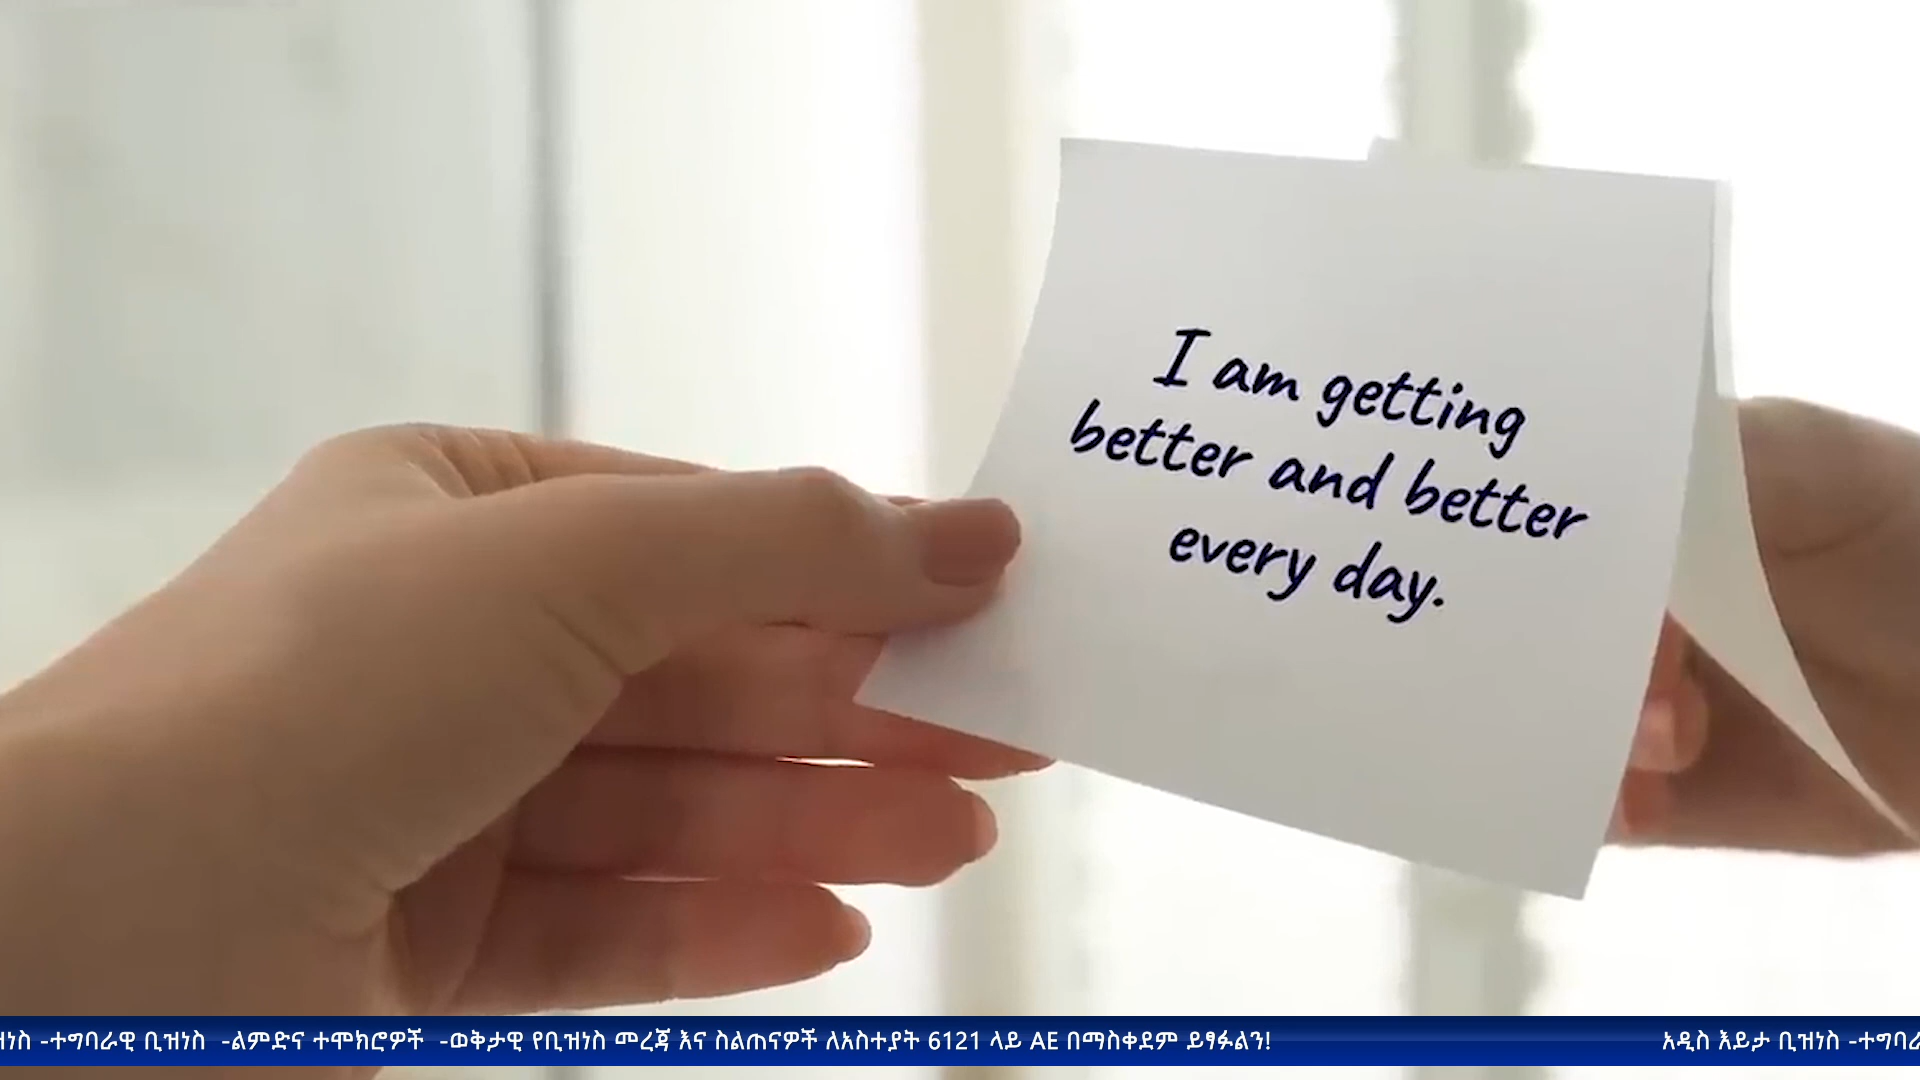 I am getting
better and better
every day.
-ተግባራዊ ቢዝነስ -ልምድና ተሞክሮዎች -ወቅታዊ የቢዝነስ መረጃ እና ስልጠናዎች ለአስተያት 6121 ላይ AE በማስቀደም ይፃፉልን! አዲስ እይታ ቢዝነስ